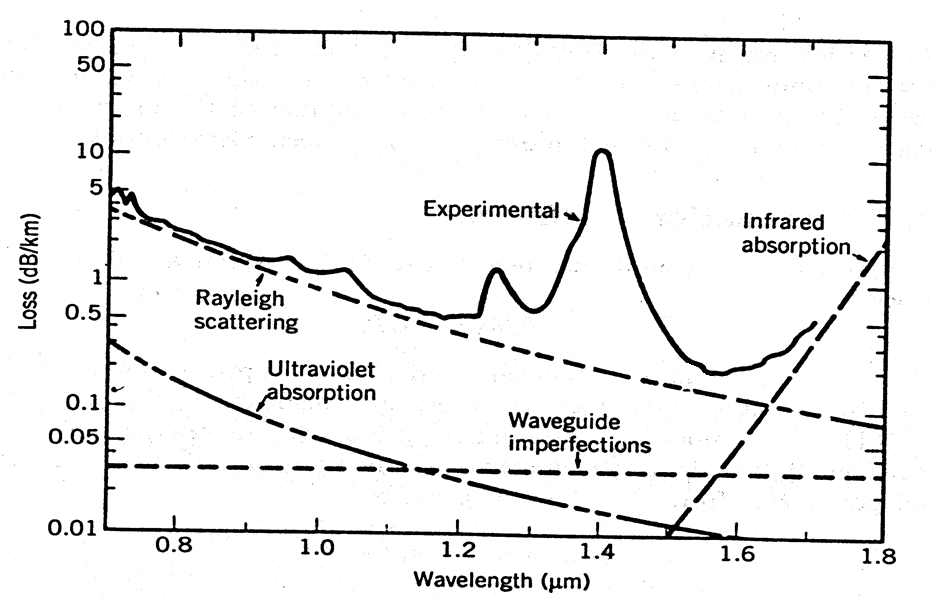 100
50
10
5
1
0.5
0.1
0.05
0.01
Loss (dB/km)
Experimental
Infrared
absorption
Rayleigh
scattering
Ultraviolet
absorption
Waveguide
imperfections
0.8
1.0
1.2
1.4
1.6
1.8
Wavelength (μm)